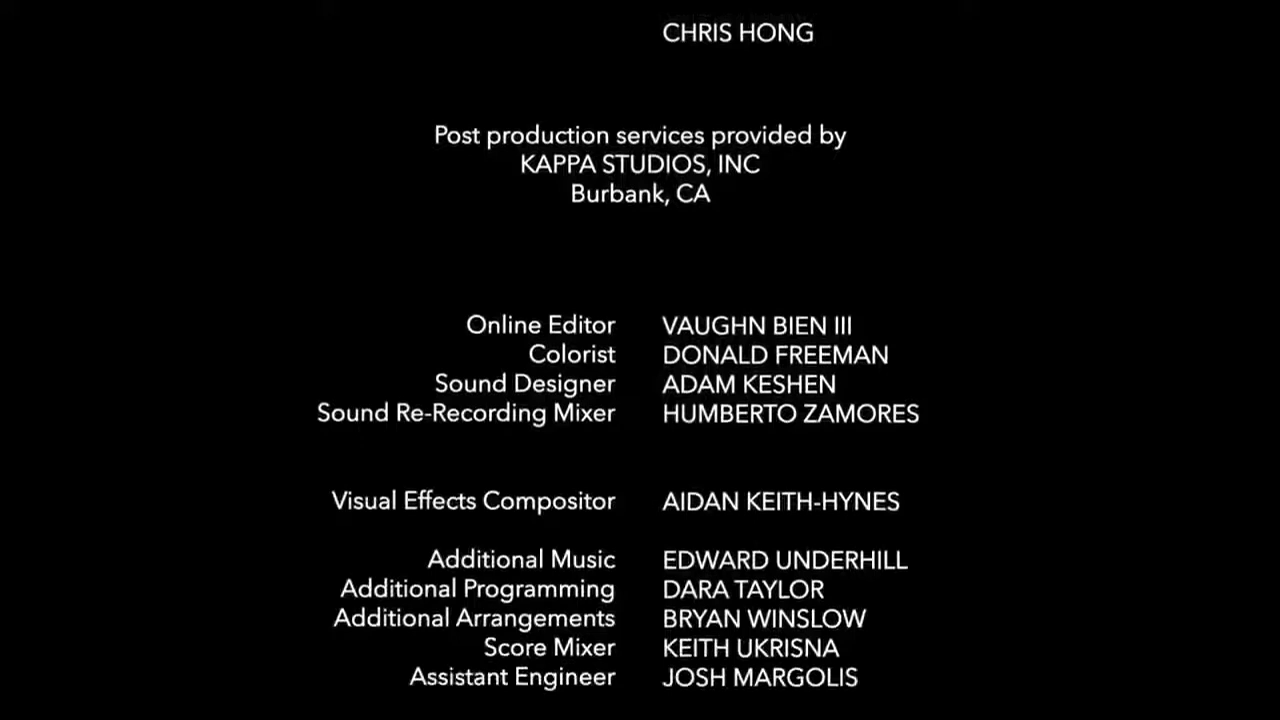 CHRIS HONG
Post production services provided by
KAPPA STUDIOS, INC
Burbank, CA
Online Editor VAUGHN BIEN III
Colorist DONALD FREEMAN
Sound Designer ADAM KESHEN
Sound Re-Recording Mixer HUMBERTO ZAMORES
Visual Effects Compositor AIDAN KEITH-HYNES
Additional Music EDWARD UNDERHILL
Additional Programming DARA TAYLOR
Additional Arrangements BRYAN WINSLOW
Score Mixer KEITH UKRISNA
Assistant Engineer JOSH MARGOLIS